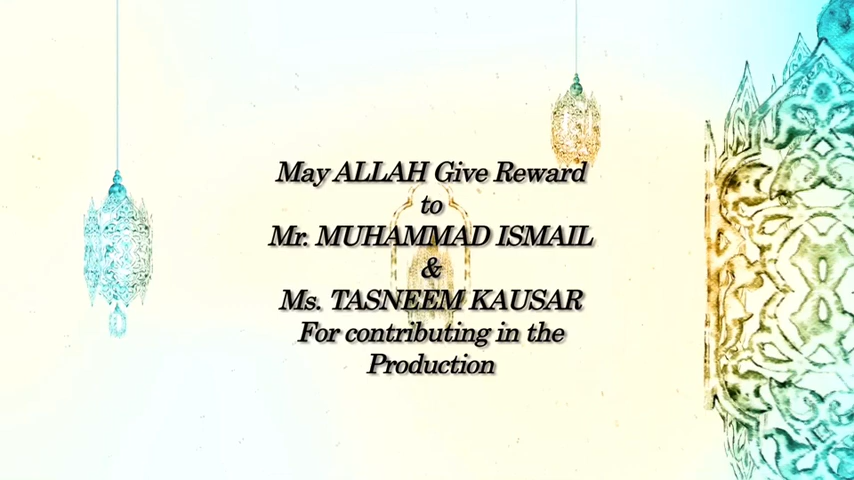 May ALLAH Give Reward
to
Mr. MUHAMMAD ISMAIL
&
Ms. TASNEEM KAUSAR
For contributing in the
Production